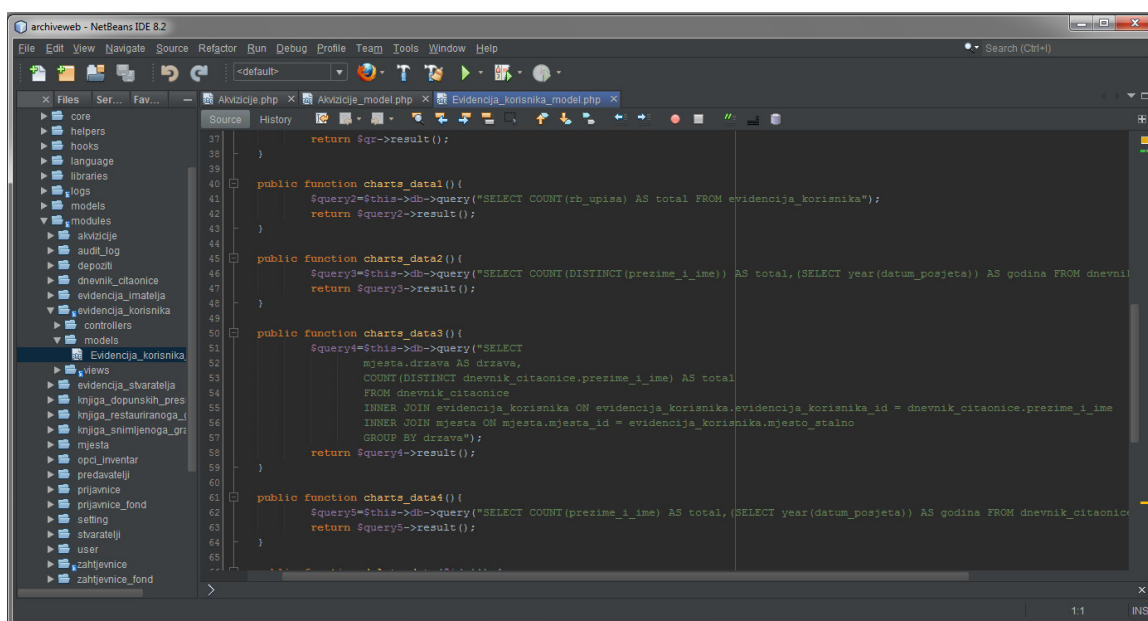 archiveweb - NetBeans IDE 8.2
File Edit View Navigate Source Refactor Run Debug Profile Team Tools Window Help
Search (Ctrl+I)
<default>
Files Ser... Fav...
Akvizicije.php Akvizicije_model.php Evidencija_korisnika_model.php
Source History
core
helpers
hooks
language
libraries
logs
models
modules
akvizicije
audit_log
depoziti
dnevnik_citaonice
evidencija_imatelja
evidencija_korisnika
controllers
models
Evidencija_korisnika_
views
evidencija_stvaratelja
knjiga_dopunskih_pres
knjiga_restauriranoga_
knjiga_snimljenoga_gra
mjesta
opci_inventar
predavatelji
prijavnice
prijavnice_fond
setting
stvaratelji
user
zahtjevnice
zahtjevnice_fond
37 return $qr->result();
38 }
39
40 public function charts_data1(){
41 $query2=$this->db->query("SELECT COUNT(rb_upisa) AS total FROM evidencija_korisnika");
42 return $query2->result();
43 }
44
45 public function charts_data2(){
46 $query3=$this->db->query("SELECT COUNT(DISTINCT(prezime_i_ime)) AS total,(SELECT year(datum_posjeta)) AS godina FROM dnevni
47 return $query3->result();
48 }
49
50 public function charts_data3(){
51 $query4=$this->db->query("SELECT
52 mjesta.drzava AS drzava,
53 COUNT(DISTINCT dnevnik_citaonice.prezime_i_ime) AS total
54 FROM dnevnik_citaonice
55 INNER JOIN evidencija_korisnika ON evidencija_korisnika.evidencija_korisnika_id = dnevnik_citaonice.prezime_i_ime
56 INNER JOIN mjesta ON mjesta.mjesta_id = evidencija_korisnika.mjesto_stalno
57 GROUP BY drzava");
58 return $query4->result();
59 }
60
61 public function charts_data4(){
62 $query5=$this->db->query("SELECT COUNT(prezime_i_ime) AS total,(SELECT year(datum_posjeta)) AS godina FROM dnevnik_citaonice
63 return $query5->result();
64 }
65
1:1 INS